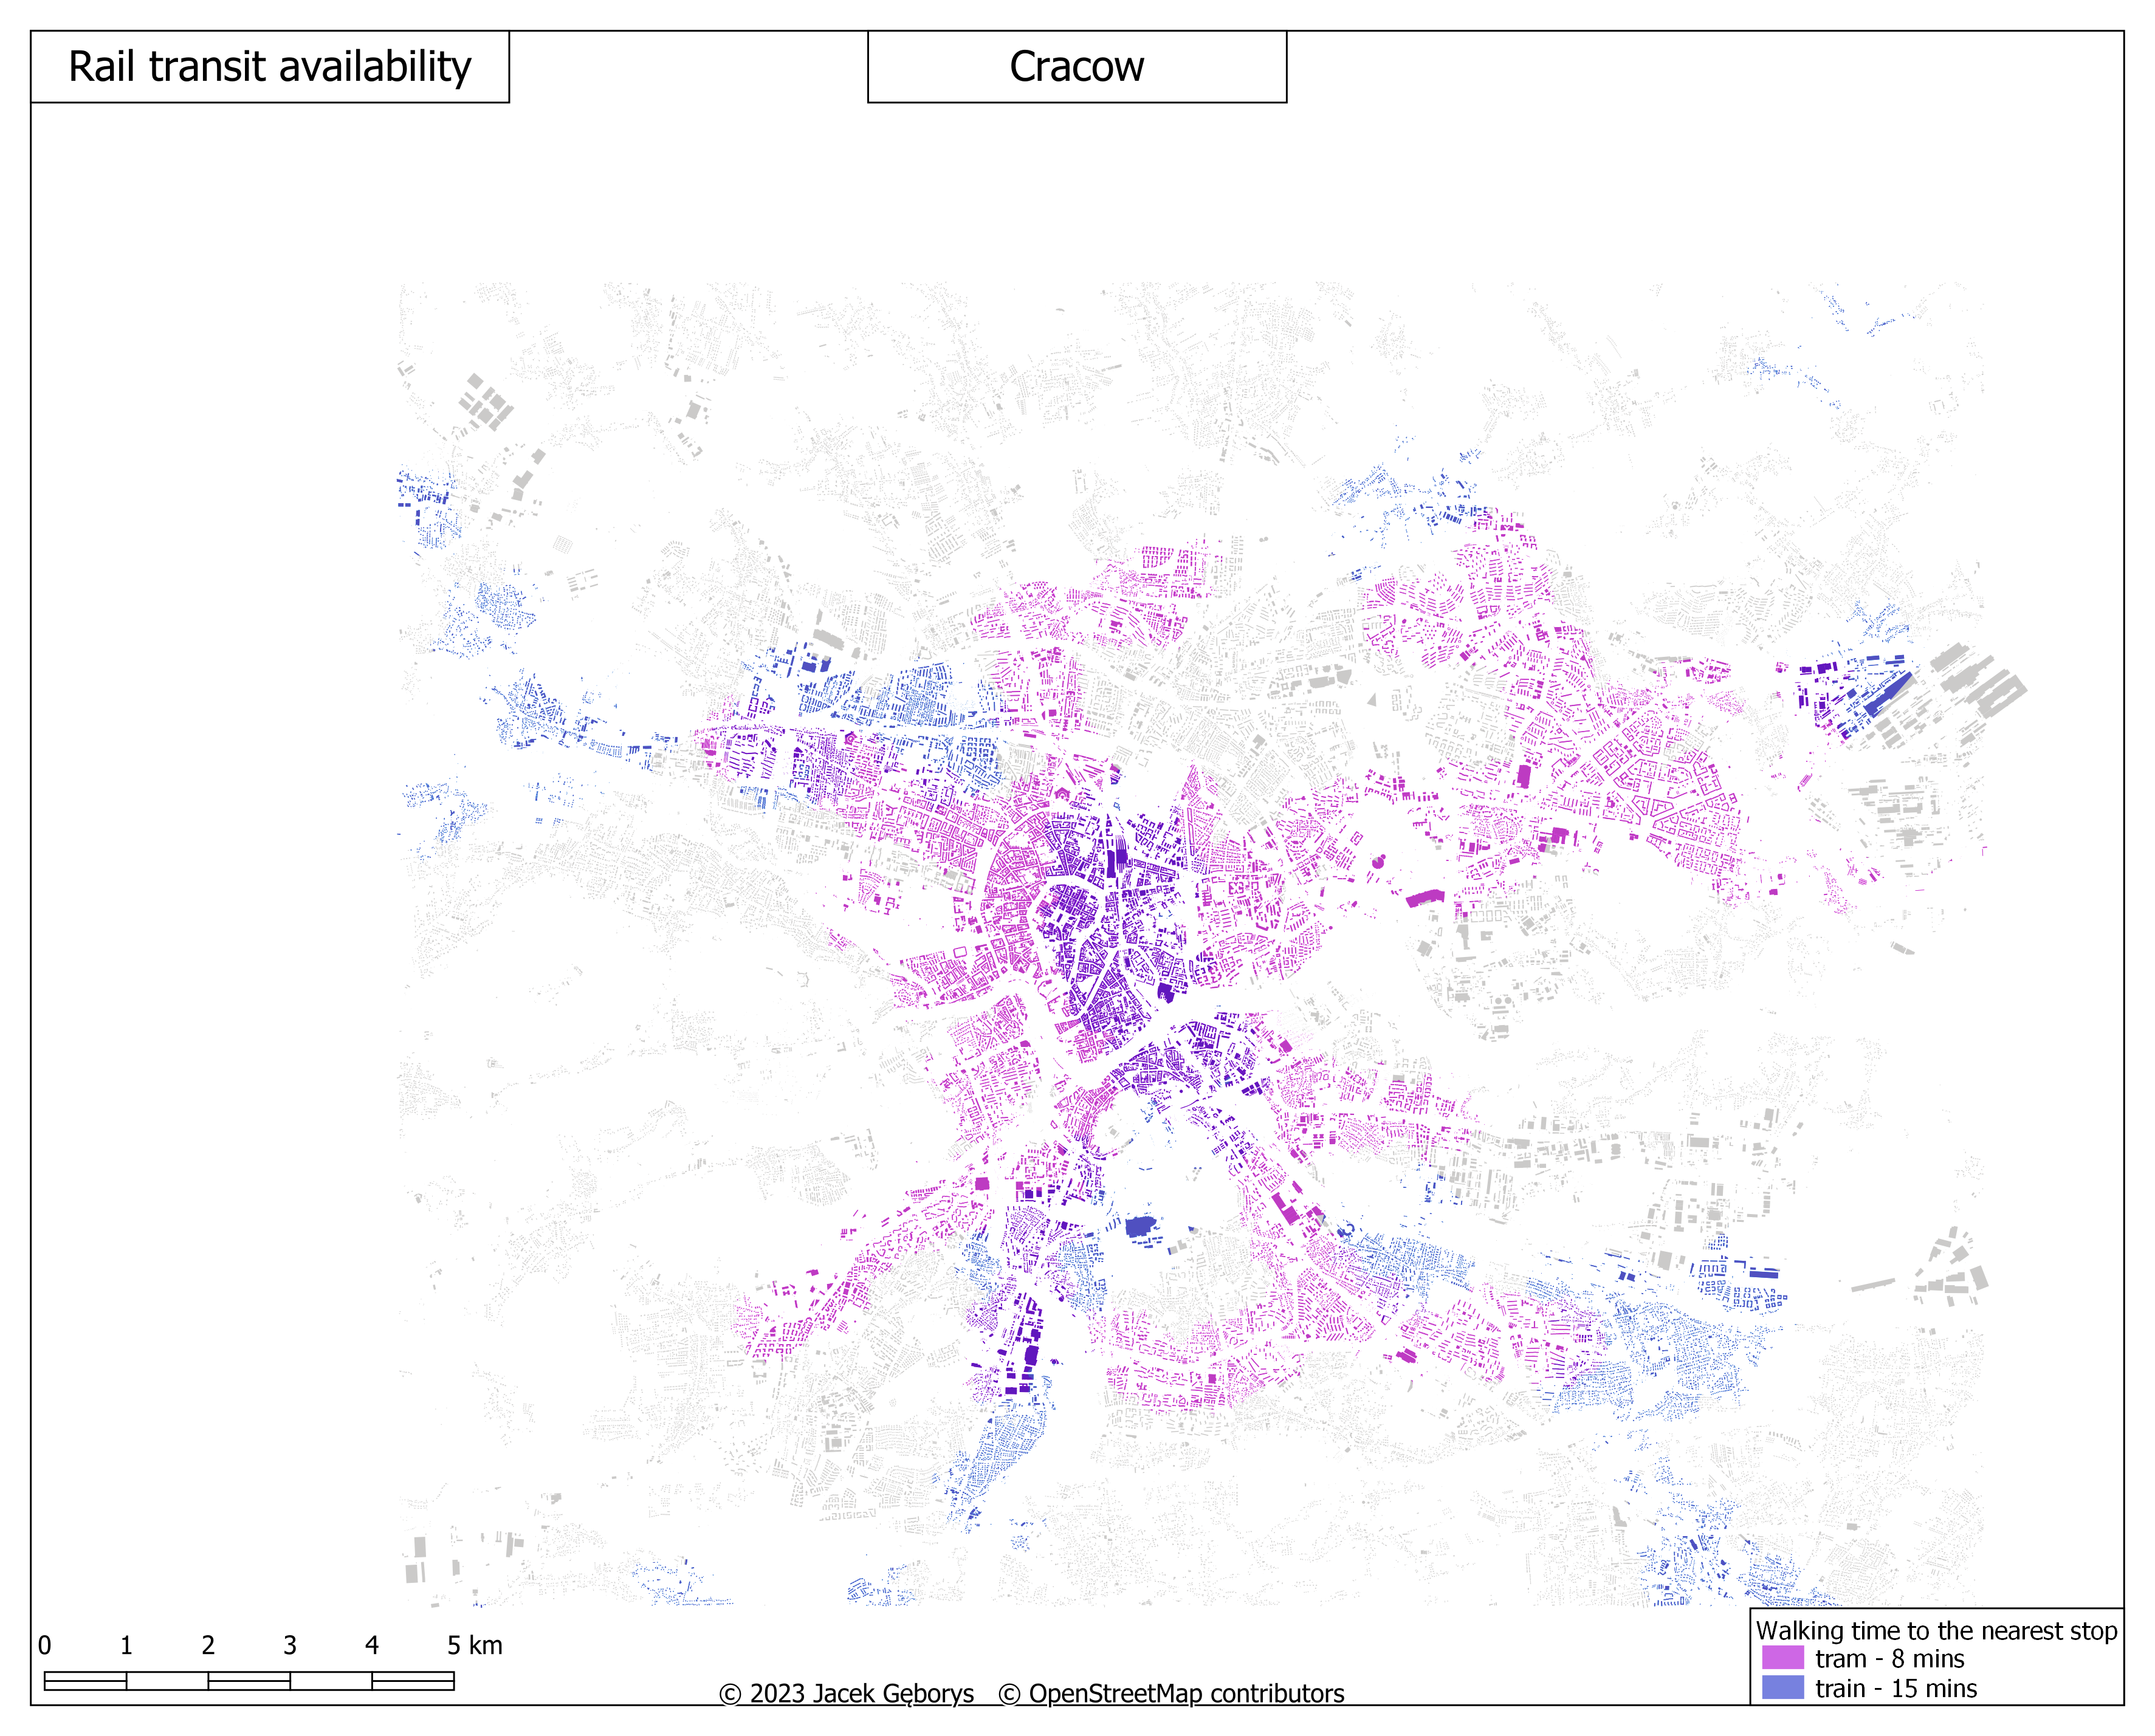 Rail transit availability
Cracow
0 1 2 3 4 5 km
© 2023 Jacek Gęborys © OpenStreetMap contributors
Walking time to the nearest stop
tram - 8 mins
train - 15 mins